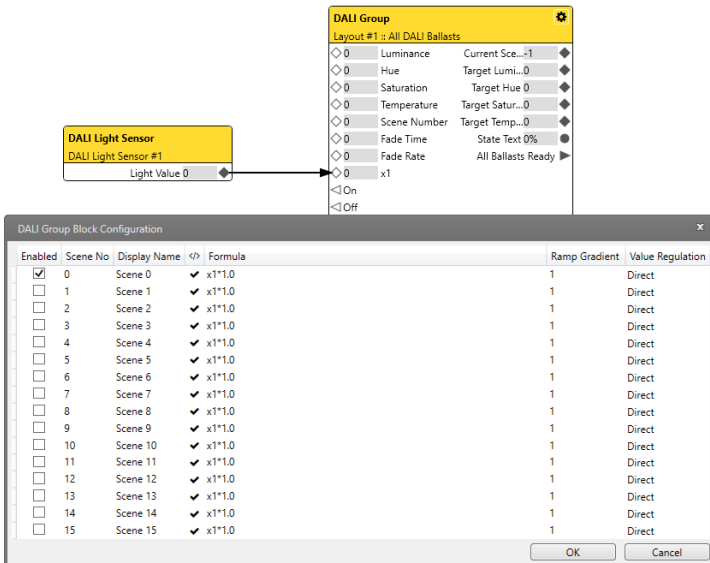 DALI Group
Layout #1 :: All DALI Ballasts
0 Luminance Current Sce...-1
0 Hue Target Lumi...0
0 Saturation Target Hue 0
0 Temperature Target Satur...0
0 Scene Number Target Temp...0
0 Fade Time State Text 0%
0 Fade Rate All Ballasts Ready
0 x1
On
Off
DALI Light Sensor
DALI Light Sensor #1
Light Value 0
DALI Group Block Configuration x
Enabled Scene No Display Name </> Formula Ramp Gradient Value Regulation
0 Scene 0 x1*1.0 1 Direct
1 Scene 1 x1*1.0 1 Direct
2 Scene 2 x1*1.0 1 Direct
3 Scene 3 x1*1.0 1 Direct
4 Scene 4 x1*1.0 1 Direct
5 Scene 5 x1*1.0 1 Direct
6 Scene 6 x1*1.0 1 Direct
7 Scene 7 x1*1.0 1 Direct
8 Scene 8 x1*1.0 1 Direct
9 Scene 9 x1*1.0 1 Direct
10 Scene 10 x1*1.0 1 Direct
11 Scene 11 x1*1.0 1 Direct
12 Scene 12 x1*1.0 1 Direct
13 Scene 13 x1*1.0 1 Direct
14 Scene 14 x1*1.0 1 Direct
15 Scene 15 x1*1.0 1 Direct
OK Cancel